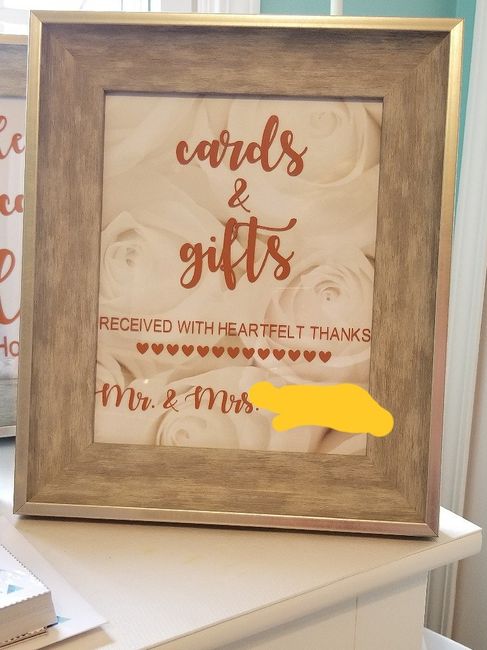 cards
&
gifts
RECEIVED WITH HEARTFELT THANKS
Mr. & Mrs.